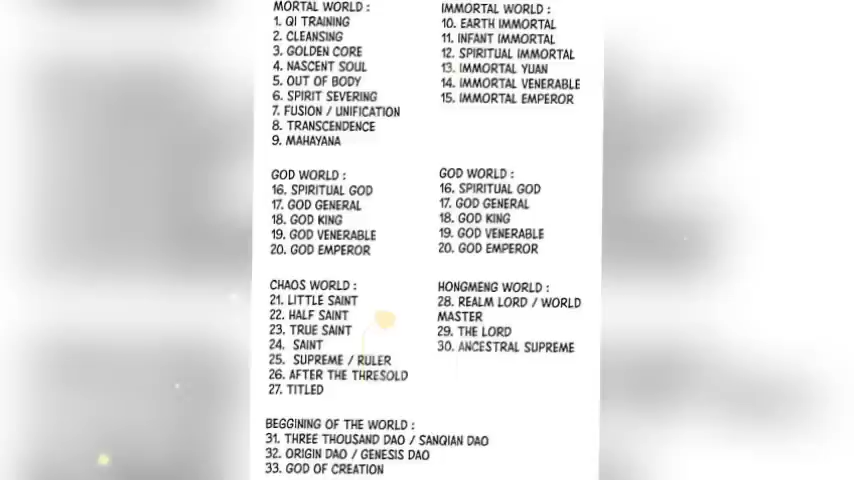 MORTAL WORLD :
1. QI TRAINING
2. CLEANSING
3. GOLDEN CORE
4. NASCENT SOUL
5. OUT OF BODY
6. SPIRIT SEVERING
7. FUSION / UNIFICATION
8. TRANSCENDENCE
9. MAHAYANA
IMMORTAL WORLD :
10. EARTH IMMORTAL
11. INFANT IMMORTAL
12. SPIRITUAL IMMORTAL
13. IMMORTAL YUAN
14. IMMORTAL VENERABLE
15. IMMORTAL EMPEROR
GOD WORLD :
16. SPIRITUAL GOD
17. GOD GENERAL
18. GOD KING
19. GOD VENERABLE
20. GOD EMPEROR
GOD WORLD :
16. SPIRITUAL GOD
17. GOD GENERAL
18. GOD KING
19. GOD VENERABLE
20. GOD EMPEROR
CHAOS WORLD :
21. LITTLE SAINT
22. HALF SAINT
23. TRUE SAINT
24. SAINT
25. SUPREME / RULER
26. AFTER THE THRESOLD
27. TITLED
HONGMENG WORLD :
28. REALM LORD / WORLD
MASTER
29. THE LORD
30. ANCESTRAL SUPREME
BEGGINING OF THE WORLD :
31. THREE THOUSAND DAO / SANQIAN DAO
32. ORIGIN DAO / GENESIS DAO
33. GOD OF CREATION